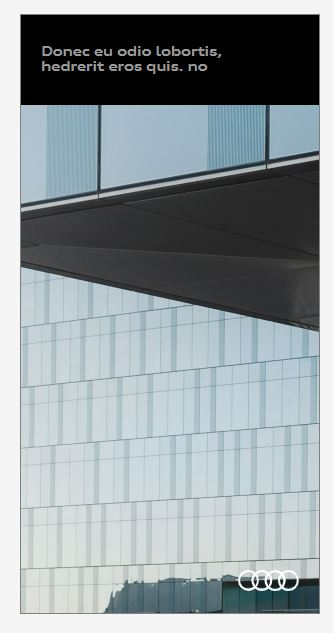 Donec eu odio lobortis,
hedrerit eros quis. no